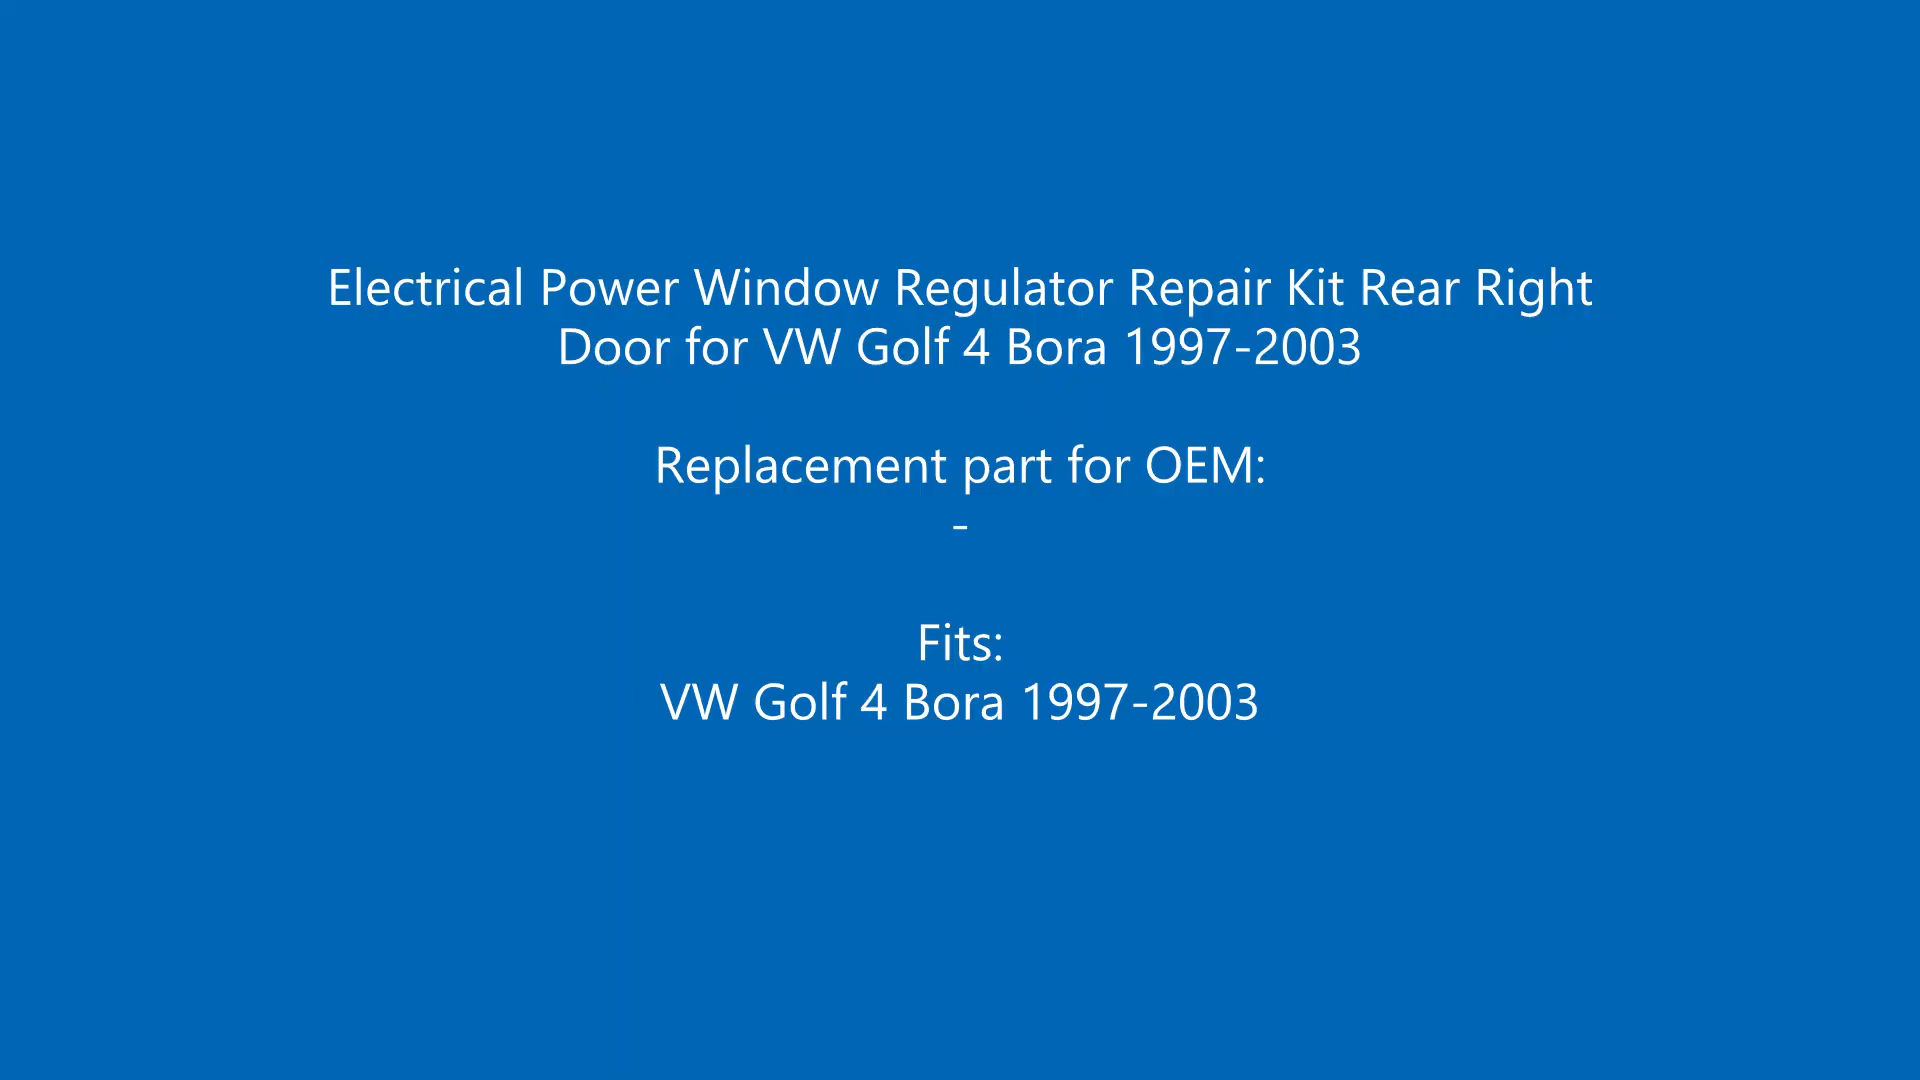 Electrical Power Window Regulator Repair Kit Rear Right
Door for VW Golf 4 Bora 1997-2003
Replacement part for OEM:
-
Fits:
VW Golf 4 Bora 1997-2003